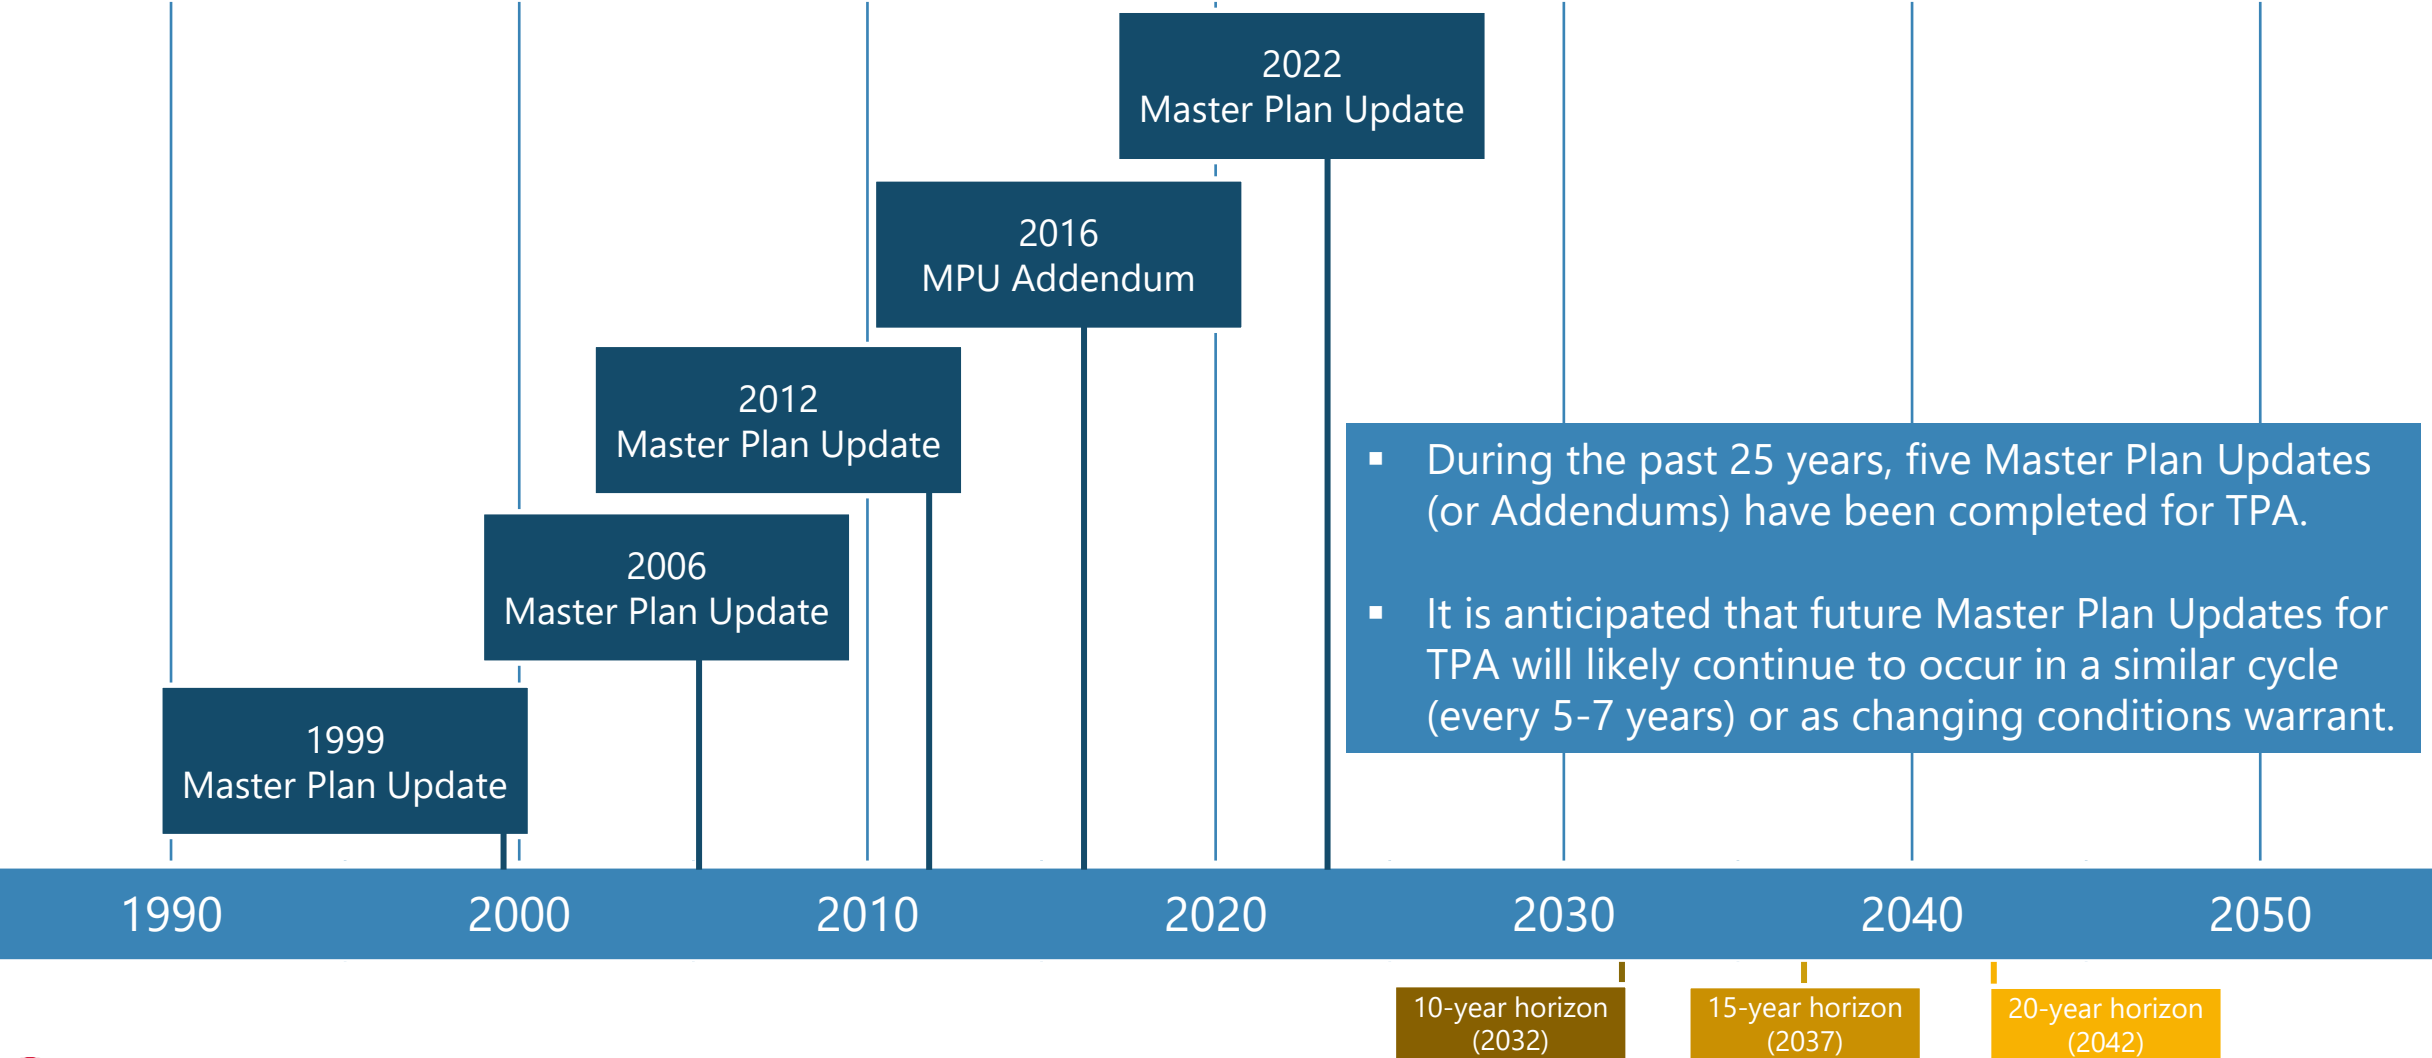 2022
Master Plan Update
2016
MPU Addendum
2012
Master Plan Update
2006
Master Plan Update
1999
Master Plan Update
▪ During the past 25 years, five Master Plan Updates
(or Addendums) have been completed for TPA.
▪ It is anticipated that future Master Plan Updates for
TPA will likely continue to occur in a similar cycle
(every 5-7 years) or as changing conditions warrant.
1990 2000 2010 2020 2030 2040 2050
10-year horizon
(2032)
15-year horizon
(2037)
20-year horizon
(2042)